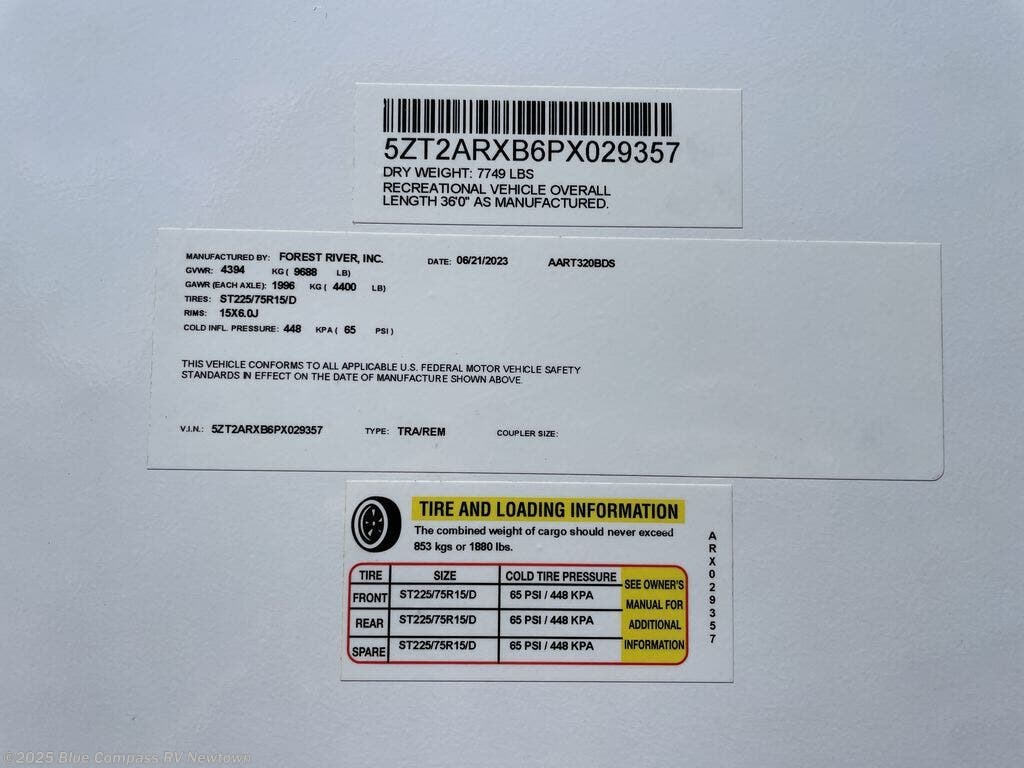 5ZT2ARXB6PX029357
DRY WEIGHT: 7749 LBS
RECREATIONAL VEHICLE OVERALL
LENGTH 36'0" AS MANUFACTURED.
MANUFACTURED BY: FOREST RIVER, INC. DATE: 06/21/2023 AART320BDS
GVWR: 4394 KG ( 9688 LB)
GAWR (EACH AXLE): 1996 KG ( 4400 LB)
TIRES: ST225/75R15/D
RIMS: 15X6.0J
COLD INFL. PRESSURE: 448 KPA ( 65 PSI )
THIS VEHICLE CONFORMS TO ALL APPLICABLE U.S. FEDERAL MOTOR VEHICLE SAFETY
STANDARDS IN EFFECT ON THE DATE OF MANUFACTURE SHOWN ABOVE.
V.I.N.: 5ZT2ARXB6PX029357 TYPE: TRA/REM COUPLER SIZE:
TIRE AND LOADING INFORMATION
The combined weight of cargo should never exceed
853 kgs or 1880 lbs.
TIRE SIZE COLD TIRE PRESSURE
FRONT ST225/75R15/D 65 PSI / 448 KPA
REAR ST225/75R15/D 65 PSI / 448 KPA
SPARE ST225/75R15/D 65 PSI / 448 KPA
SEE OWNER'S
MANUAL FOR
ADDITIONAL
INFORMATION
ARX029357
©2025 Blue Compass RV Newtown